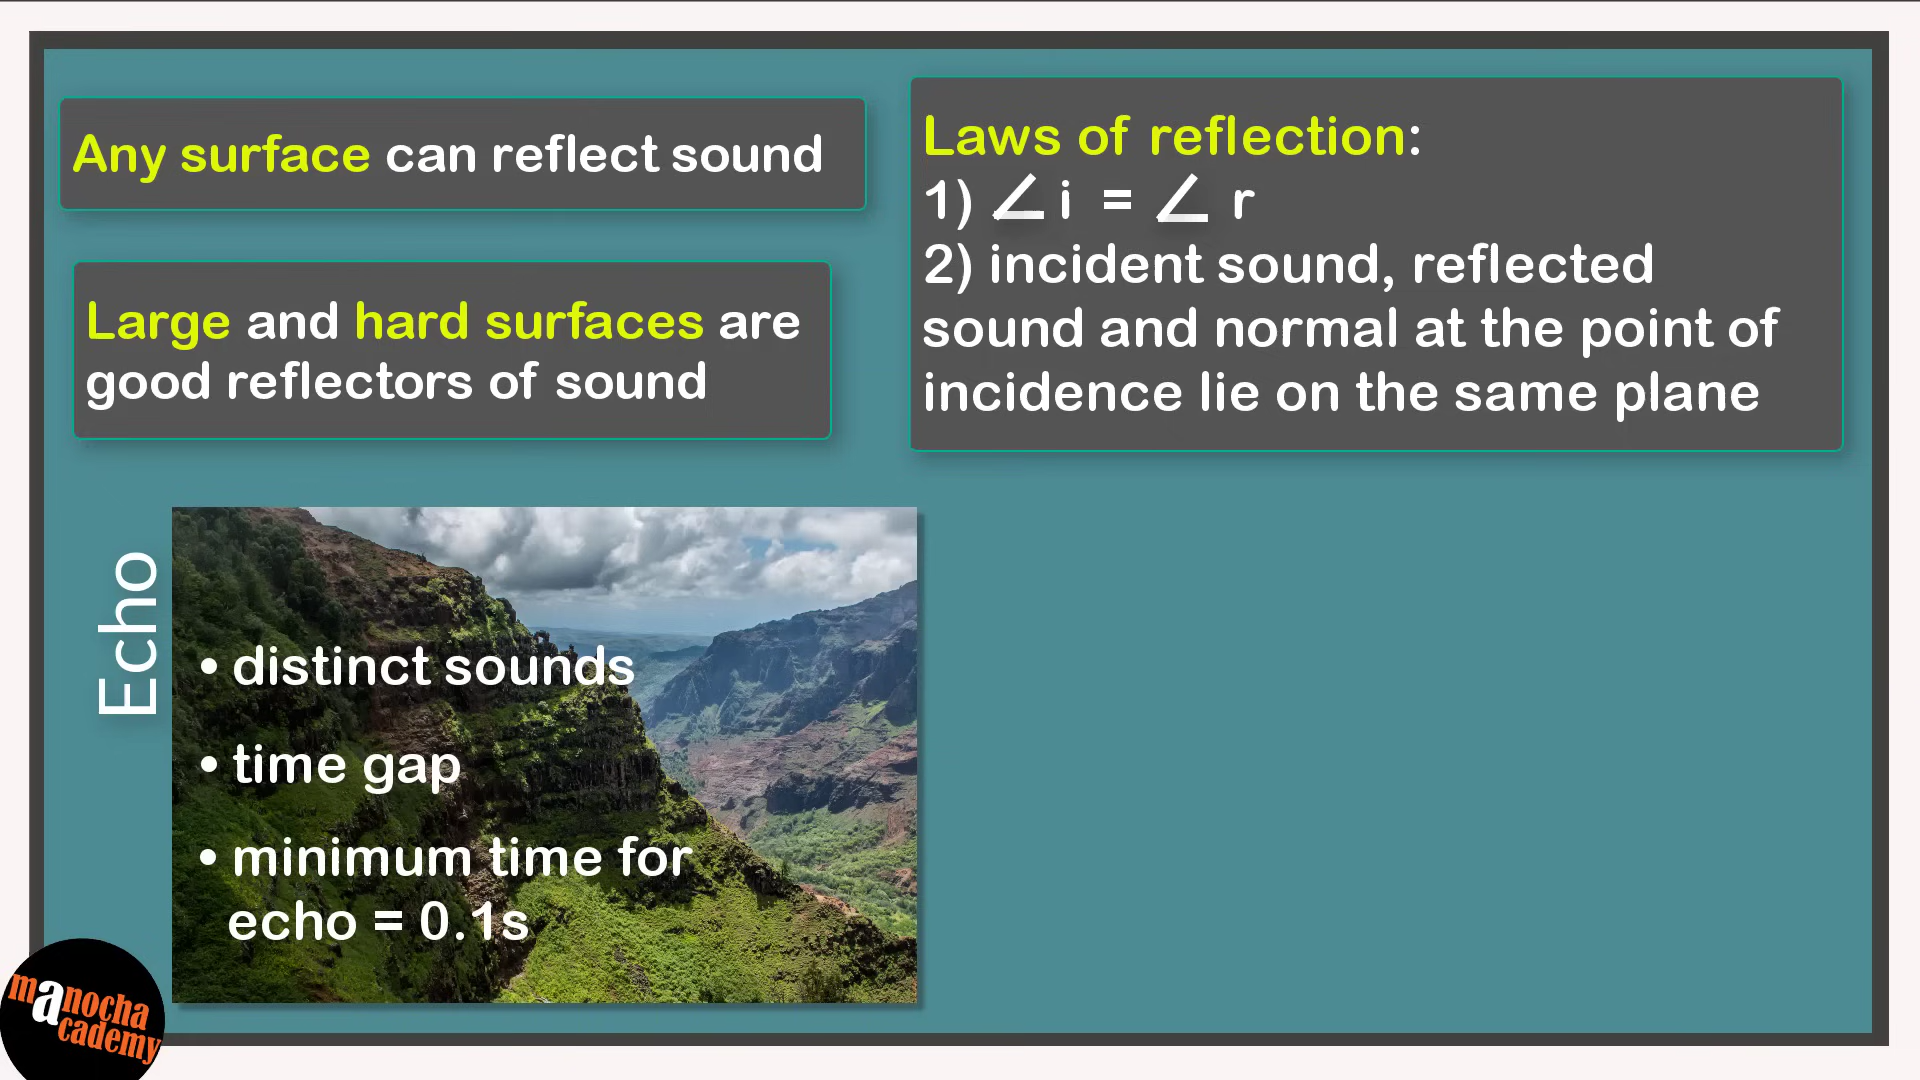 Any surface can reflect sound
Large and hard surfaces are
good reflectors of sound
Laws of reflection:
1) ∠i = ∠ r
2) incident sound, reflected
sound and normal at the point of
incidence lie on the same plane
Echo
• distinct sounds
• time gap
• minimum time for
echo = 0.1s
manocha
academy